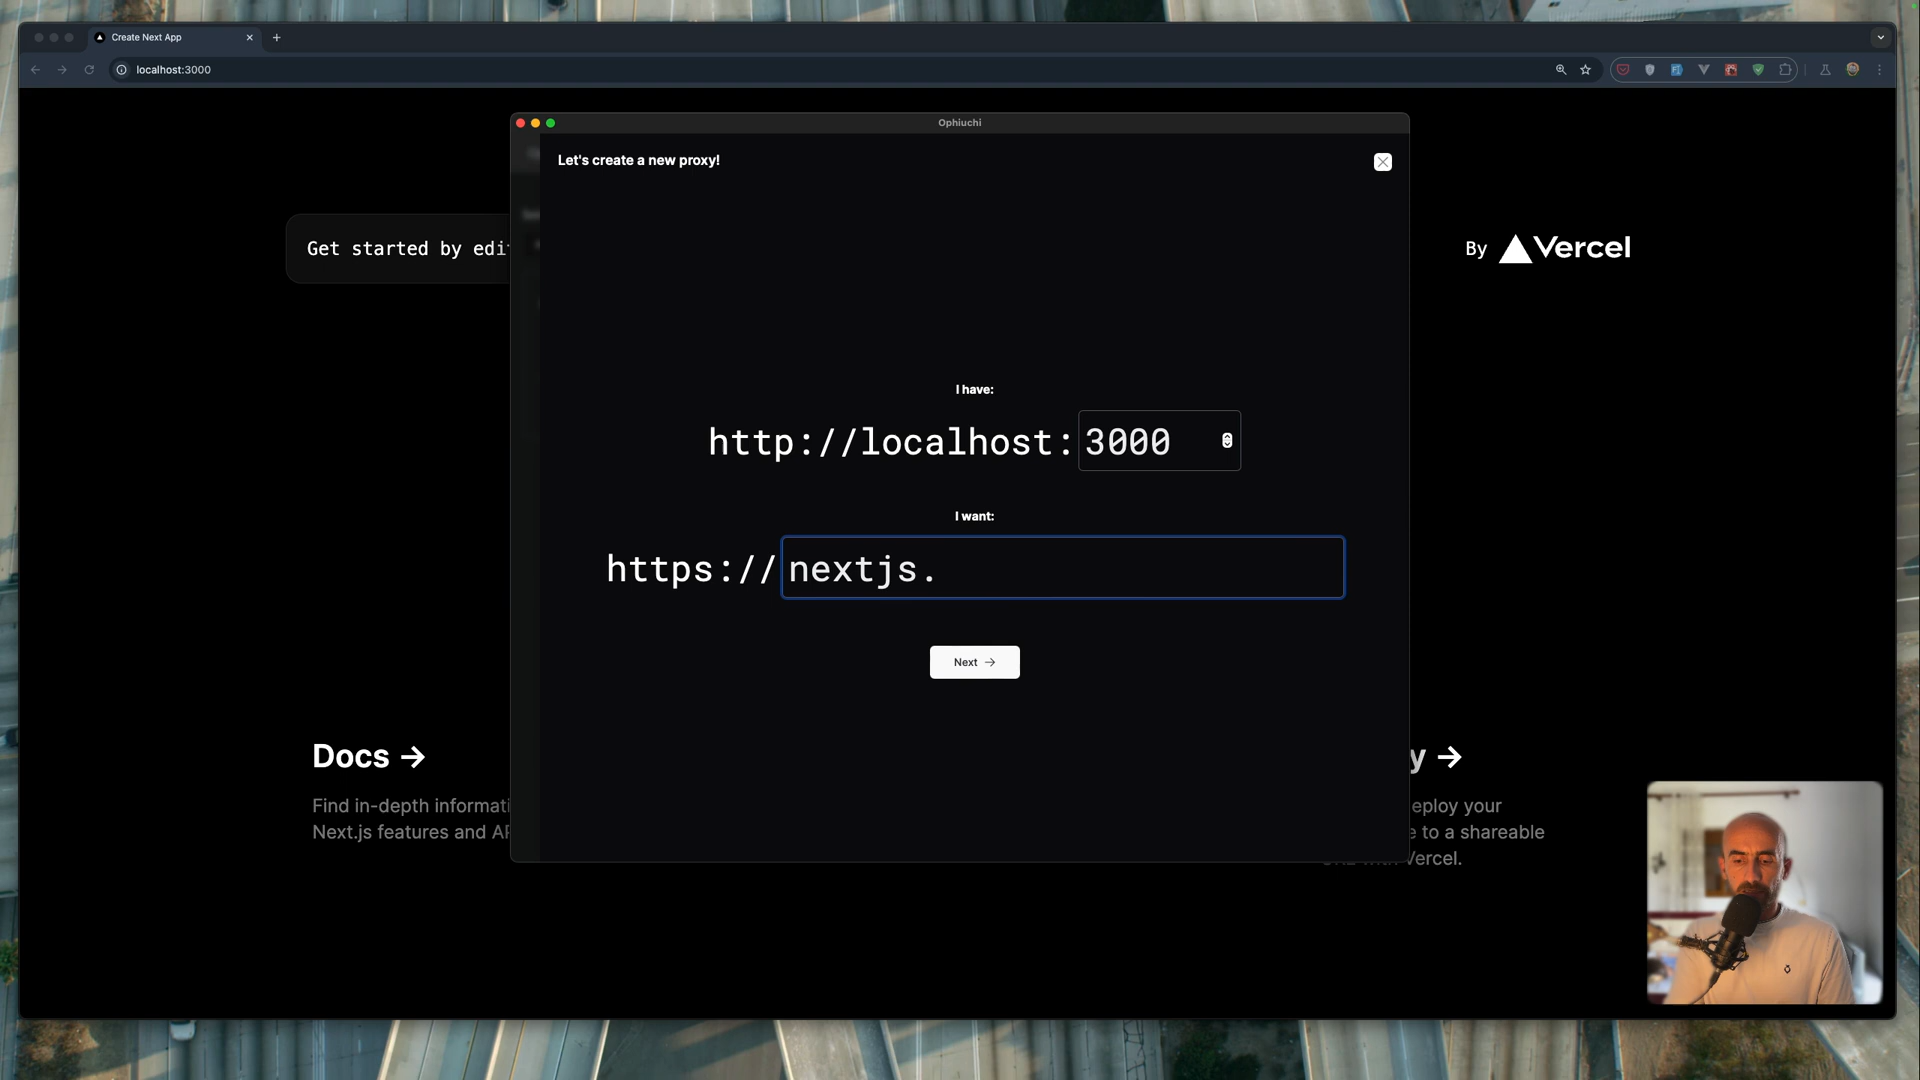 Create Next App
localhost:3000
Ophiuchi
Let's create a new proxy!
Get started by edi
By Vercel
I have:
http://localhost:3000
I want:
https://nextjs.
Next →
Docs →
Find in-depth informati
Next.js features and AP
y →
eploy your
e to a shareable
Vercel.